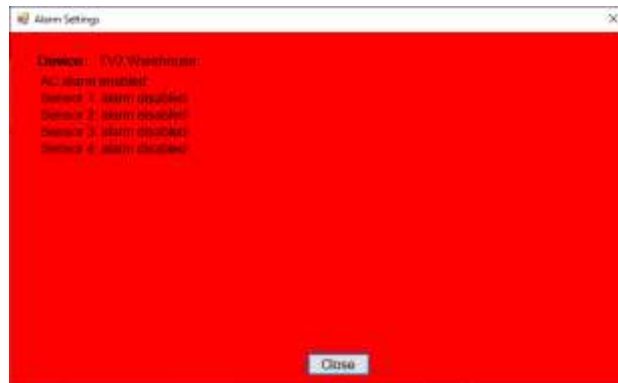 Alarm Settings
Device: Warehouse
AC alarm enabled
Sensor 1: alarm disabled
Sensor 2: alarm disabled
Sensor 3: alarm disabled
Sensor 4: alarm disabled
Close